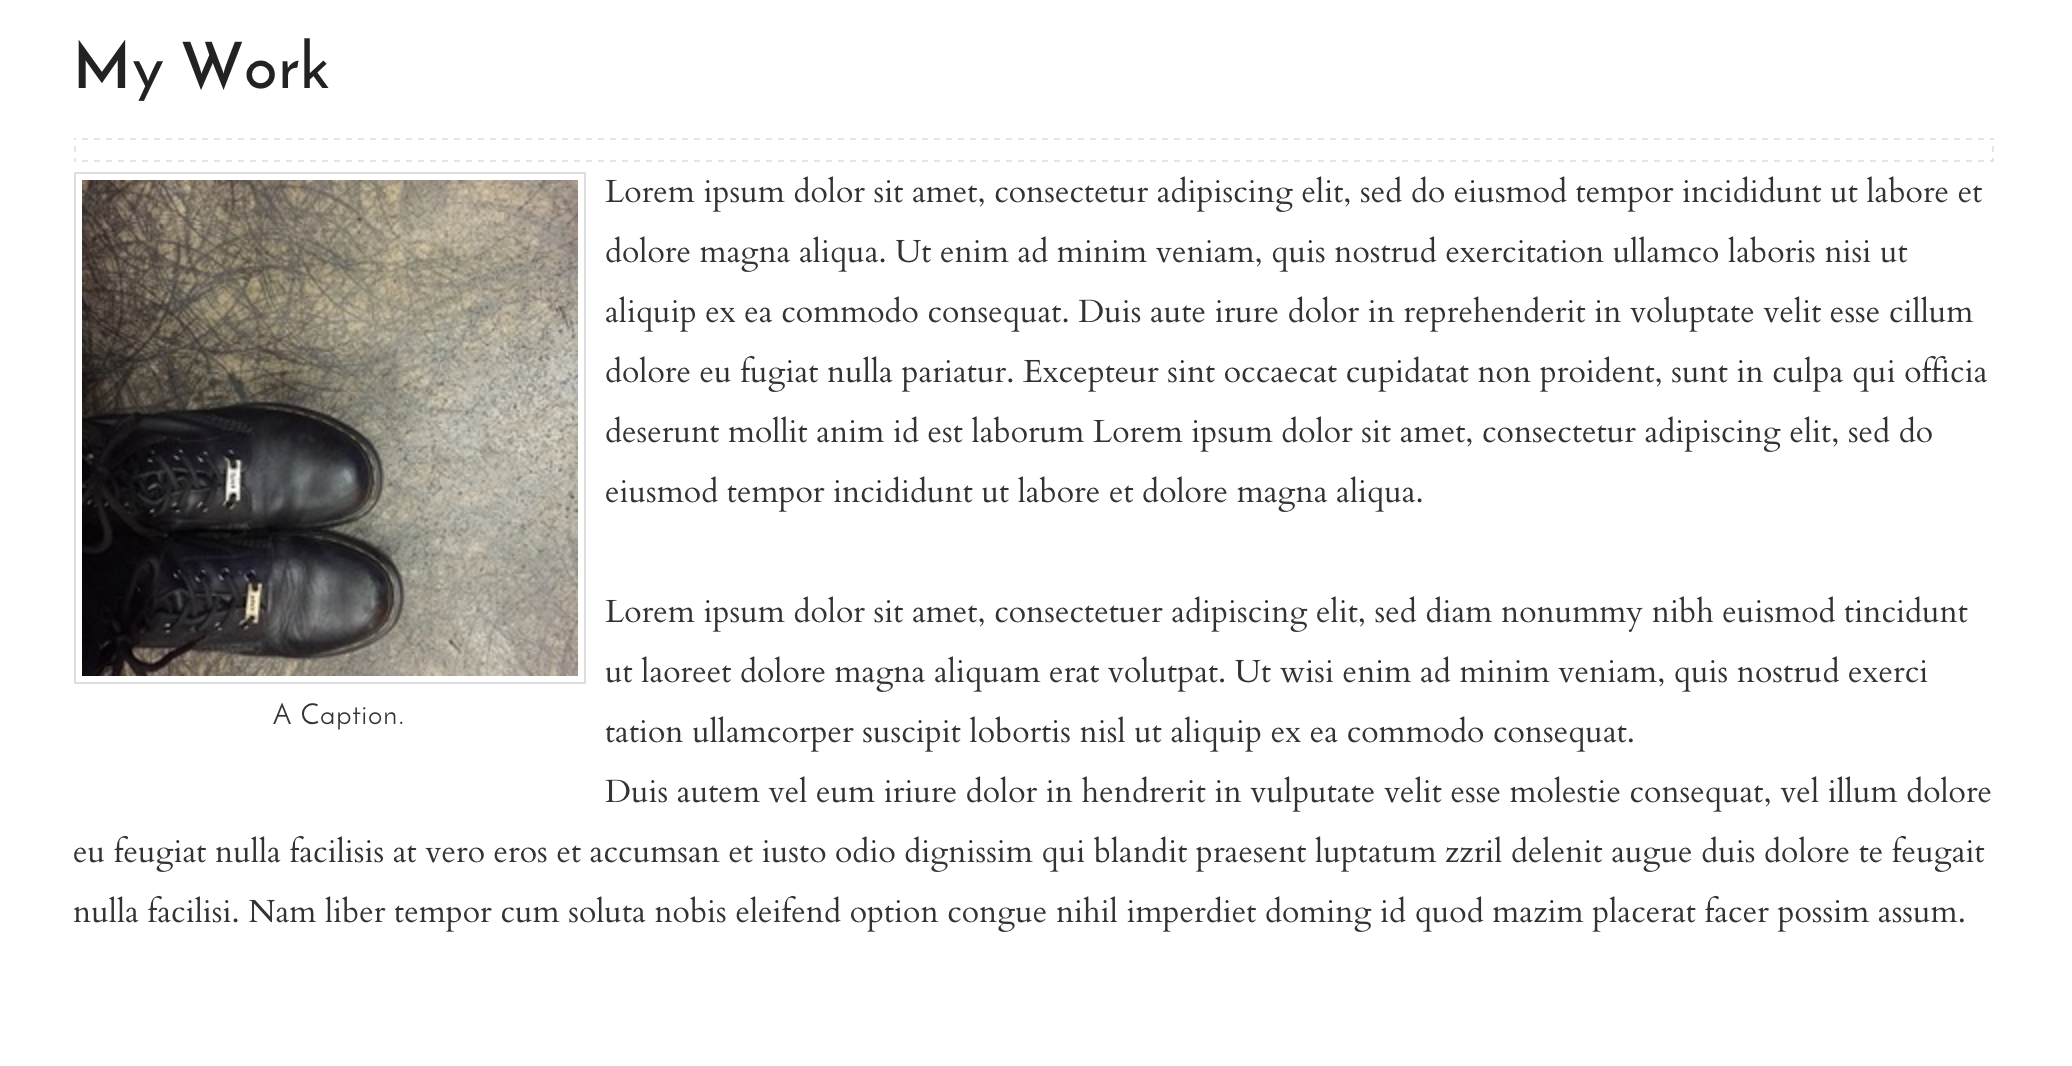 My Work
Lorem ipsum dolor sit amet, consectetur adipiscing elit, sed do eiusmod tempor incididunt ut labore et
dolore magna aliqua. Ut enim ad minim veniam, quis nostrud exercitation ullamco laboris nisi ut
aliquip ex ea commodo consequat. Duis aute irure dolor in reprehenderit in voluptate velit esse cillum
dolore eu fugiat nulla pariatur. Excepteur sint occaecat cupidatat non proident, sunt in culpa qui officia
deserunt mollit anim id est laborum Lorem ipsum dolor sit amet, consectetur adipiscing elit, sed do
eiusmod tempor incididunt ut labore et dolore magna aliqua.
Lorem ipsum dolor sit amet, consectetuer adipiscing elit, sed diam nonummy nibh euismod tincidunt
ut laoreet dolore magna aliquam erat volutpat. Ut wisi enim ad minim veniam, quis nostrud exerci
tation ullamcorper suscipit lobortis nisl ut aliquip ex ea commodo consequat.
A Caption.
Duis autem vel eum iriure dolor in hendrerit in vulputate velit esse molestie consequat, vel illum dolore
eu feugiat nulla facilisis at vero eros et accumsan et iusto odio dignissim qui blandit praesent luptatum zzril delenit augue duis dolore te feugait
nulla facilisi. Nam liber tempor cum soluta nobis eleifend option congue nihil imperdiet doming id quod mazim placerat facer possim assum.